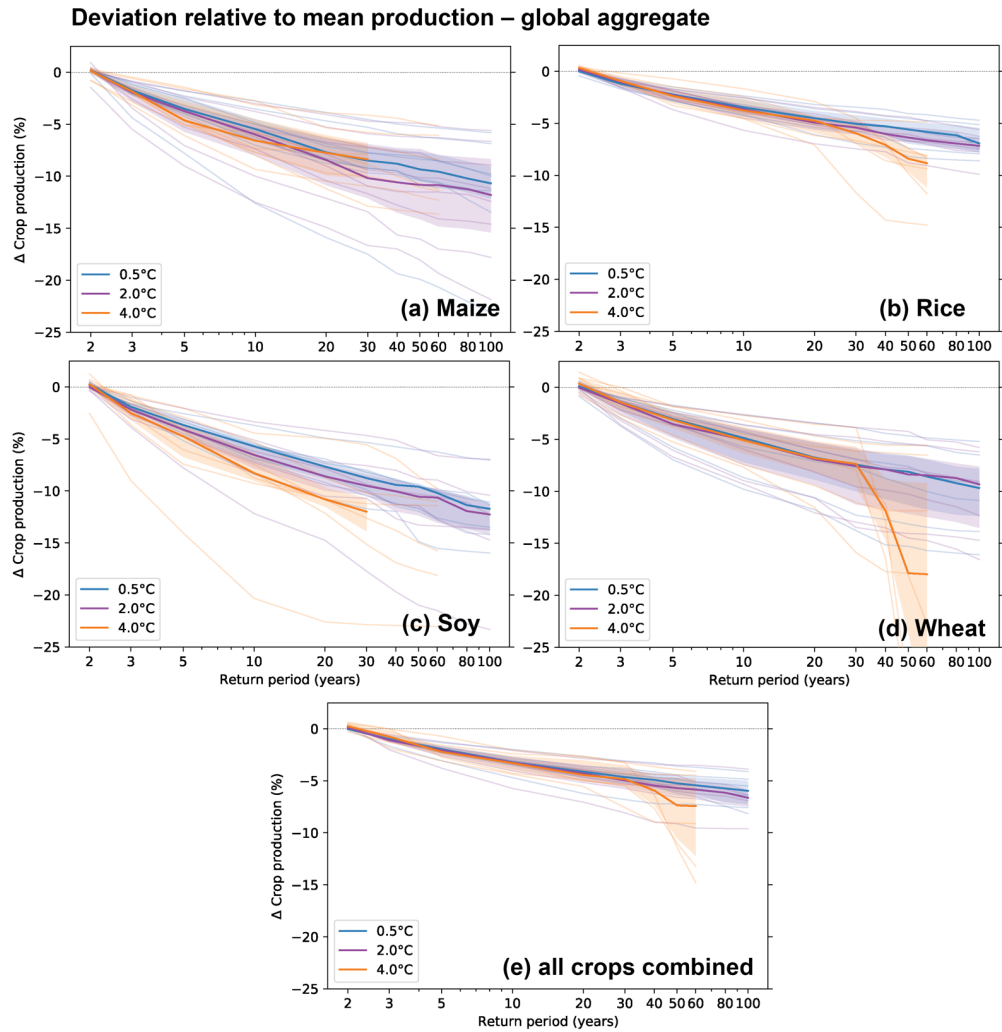 Deviation relative to mean production – global aggregate
Δ Crop production (%)
0
−5
−10
−15
−20
−25
0.5°C
2.0°C
4.0°C
(a) Maize
2 3 5 10 20 30 40 50 60 80 100
Δ Crop production (%)
0
−5
−10
−15
−20
−25
0.5°C
2.0°C
4.0°C
(b) Rice
2 3 5 10 20 30 40 50 60 80 100
Δ Crop production (%)
0
−5
−10
−15
−20
−25
0.5°C
2.0°C
4.0°C
(c) Soy
2 3 5 10 20 30 40 50 60 80 100
Return period (years)
Δ Crop production (%)
0
−5
−10
−15
−20
−25
0.5°C
2.0°C
4.0°C
(d) Wheat
2 3 5 10 20 30 40 50 60 80 100
Return period (years)
Δ Crop production (%)
0
−5
−10
−15
−20
−25
0.5°C
2.0°C
4.0°C
(e) all crops combined
2 3 5 10 20 30 40 50 60 80 100
Return period (years)